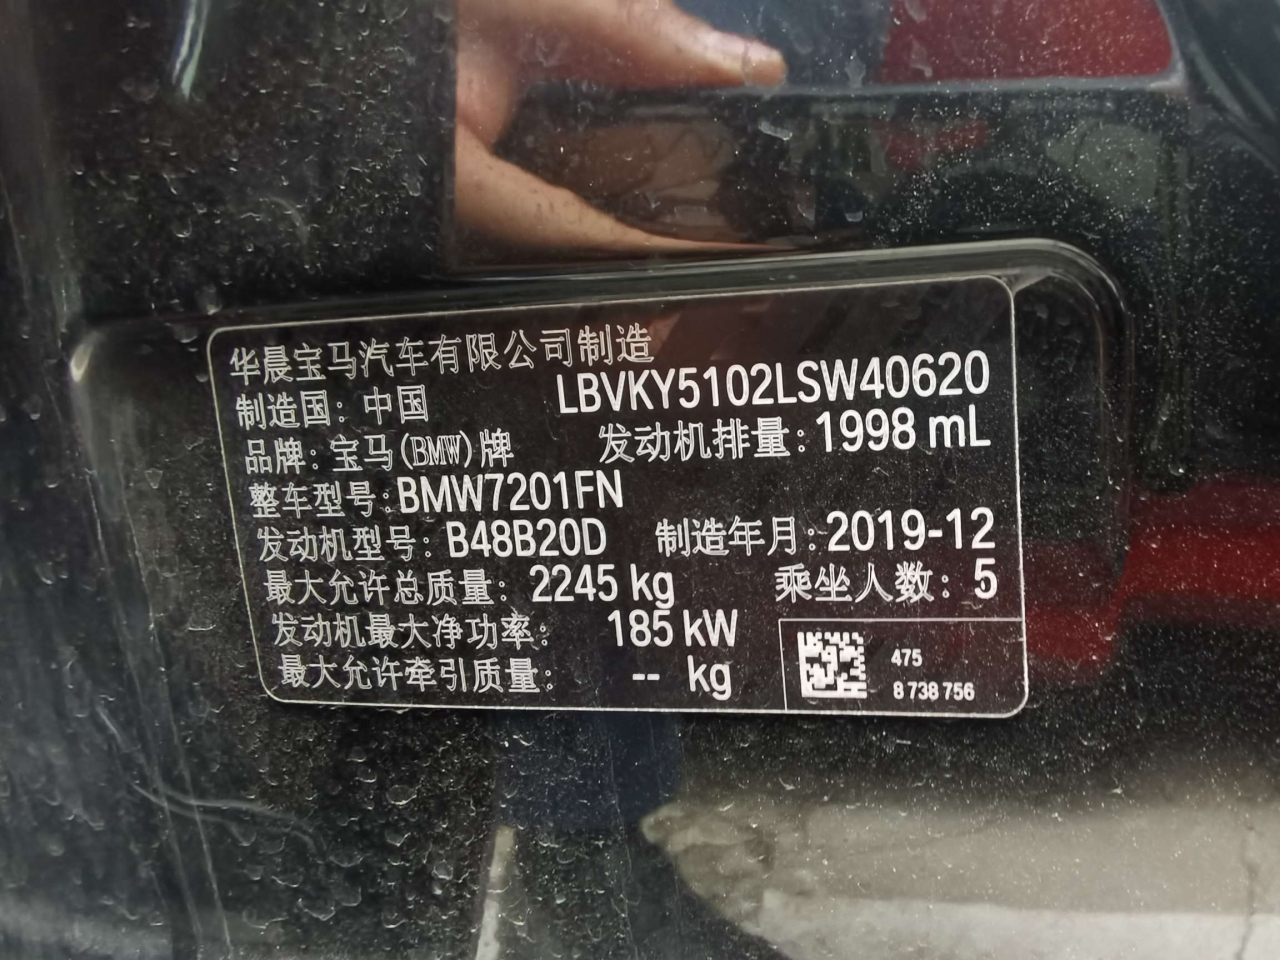 华晨宝马汽车有限公司制造
制造国：中国 LBVKY5102LSW40620
品牌：宝马(BMW)牌 发动机排量：1998 mL
整车型号：BMW7201FN
发动机型号：B48B20D 制造年月：2019-12
最大允许总质量：2245 kg 乘坐人数：5
发动机最大净功率：185 kW
最大允许牵引质量：-- kg
475
8 738 756